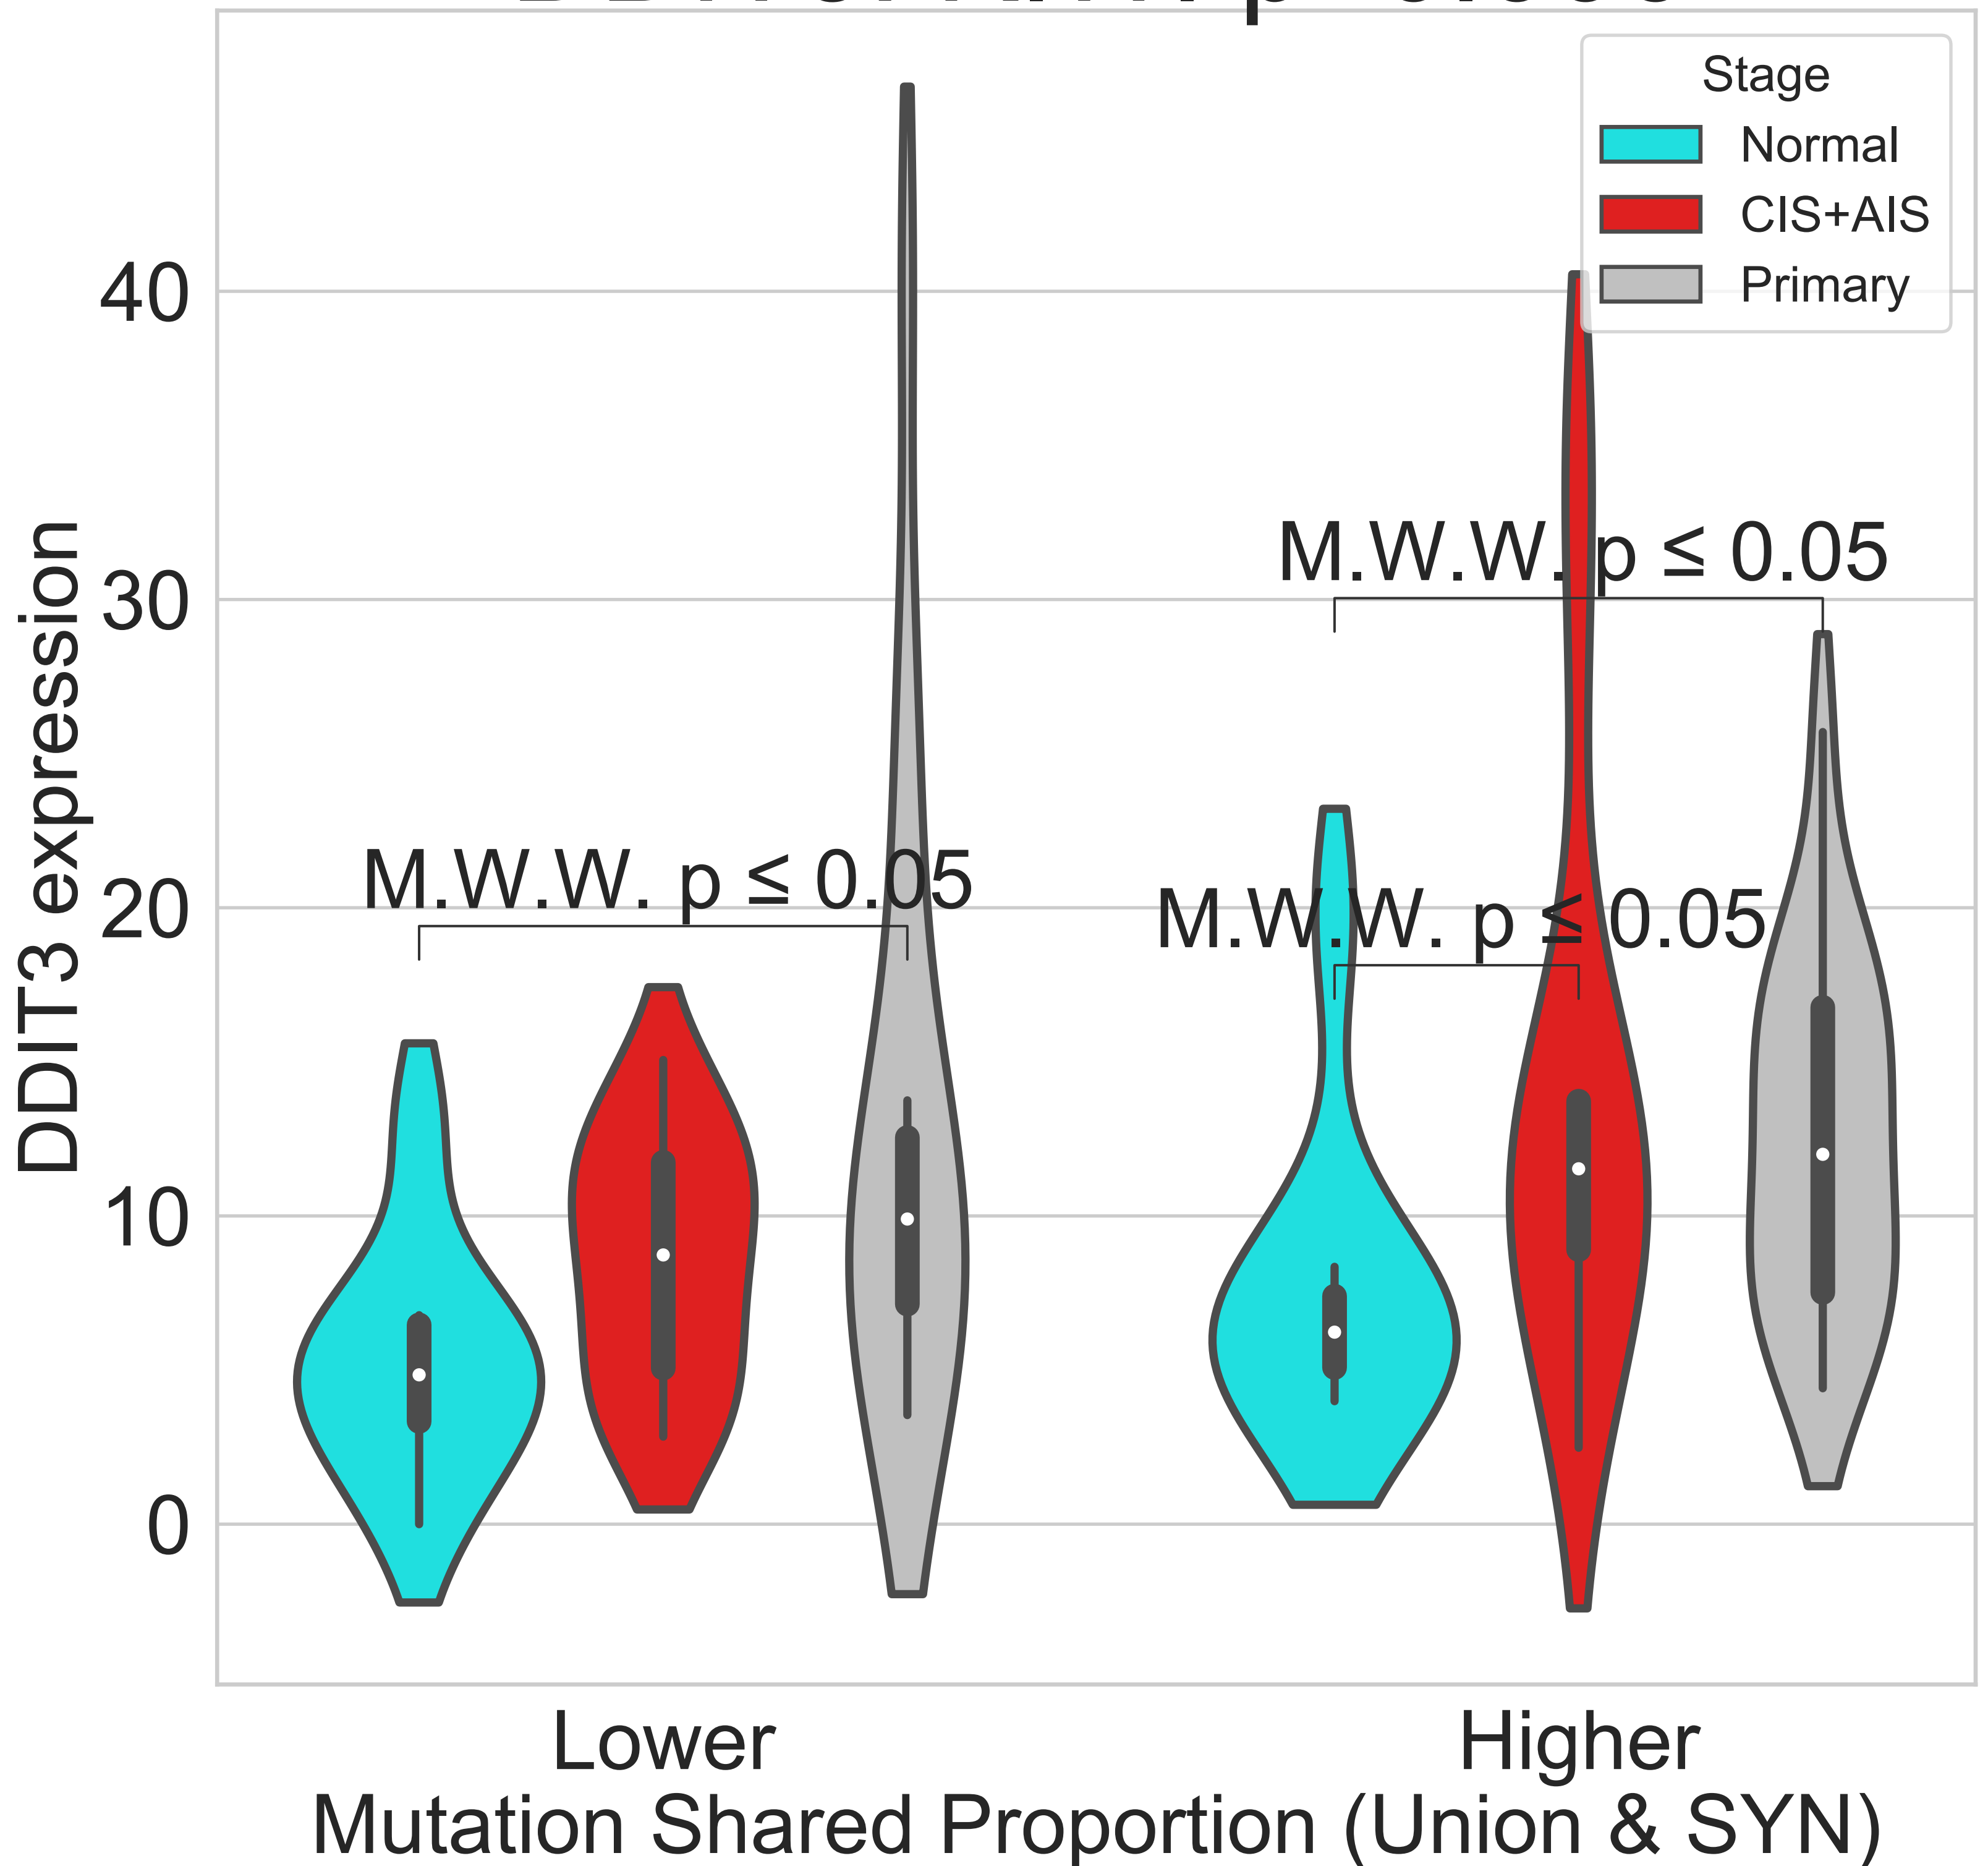 Stage
Normal
CIS+AIS
Primary
40
30
20
10
0
DDIT3 expression
M.W.W. p ≤ 0.05
M.W.W. p ≤ 0.05
M.W.W. p ≤ 0.05
Lower
Higher
Mutation Shared Proportion (Union & SYN)